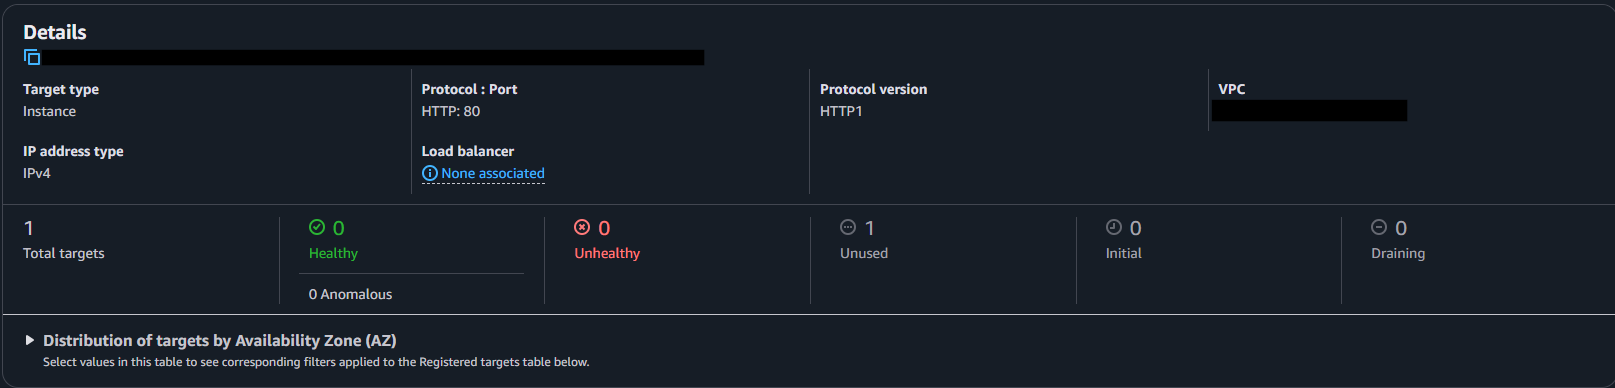 Details
Target type
Instance
Protocol : Port
HTTP: 80
Protocol version
HTTP1
VPC
IP address type
IPv4
Load balancer
None associated
1
Total targets
0
Healthy
0 Anomalous
0
Unhealthy
1
Unused
0
Initial
0
Draining
Distribution of targets by Availability Zone (AZ)
Select values in this table to see corresponding filters applied to the Registered targets table below.